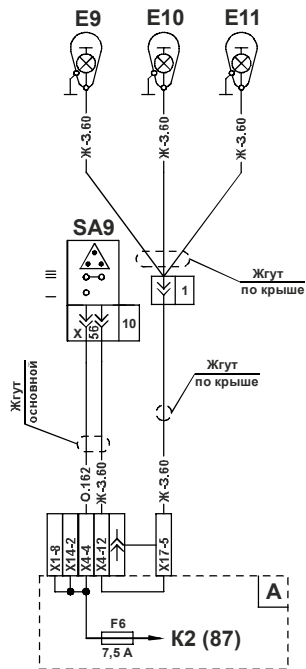 E9 E10 E11
Ж-3.60 Ж-3.60 Ж-3.60
SA9
III
I
1
X 56 10
Жгут
по крыше
Жгут
по крыше
Жгут
основной
О.162 Ж-3.60 Ж-3.60
X1-8 X14-2 X4-4 X4-12 X17-5
A
F6
7,5 A
K2 (87)